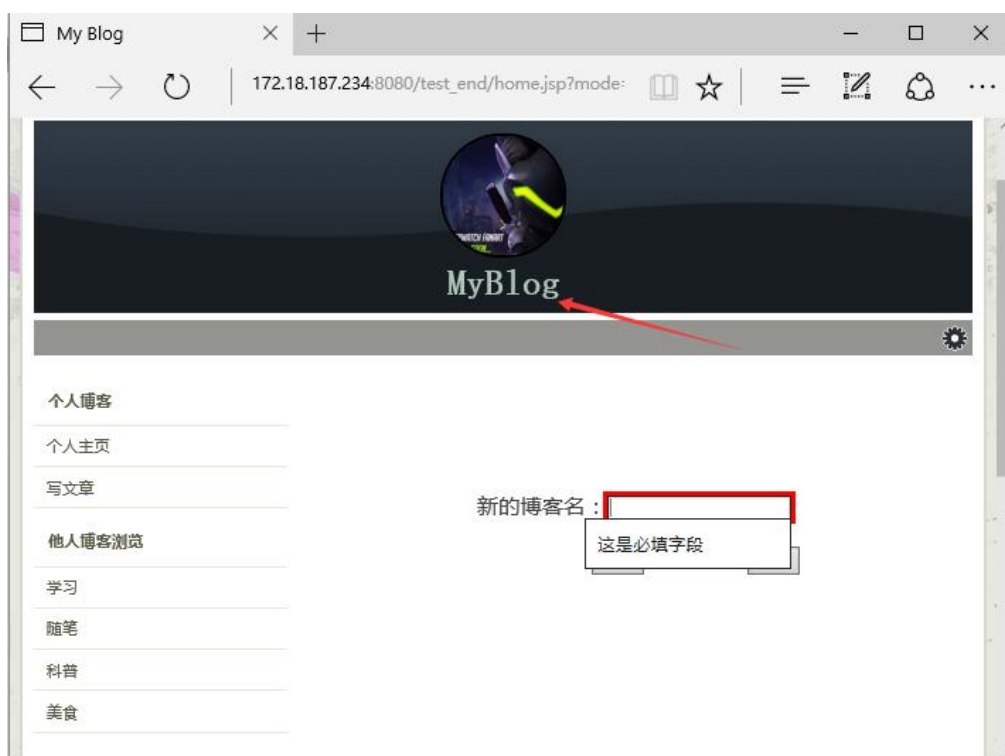 My Blog
172.18.187.234:8080/test_end/home.jsp?mode=
MyBlog
个人博客
个人主页
写文章
新的博客名：
他人博客浏览
这是必填字段
学习
随笔
科普
美食